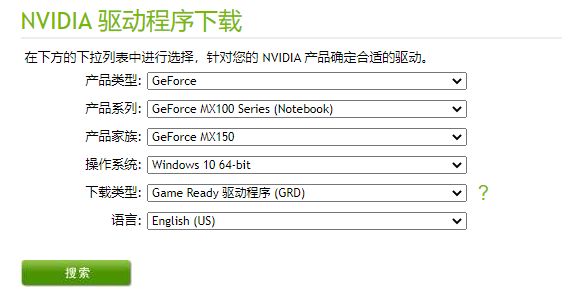 NVIDIA 驱动程序下载
在下方的下拉列表中进行选择，针对您的 NVIDIA 产品确定合适的驱动。
产品类型: GeForce
产品系列: GeForce MX100 Series (Notebook)
产品家族: GeForce MX150
操作系统: Windows 10 64-bit
下载类型: Game Ready 驱动程序 (GRD) ?
语言: English (US)
搜索